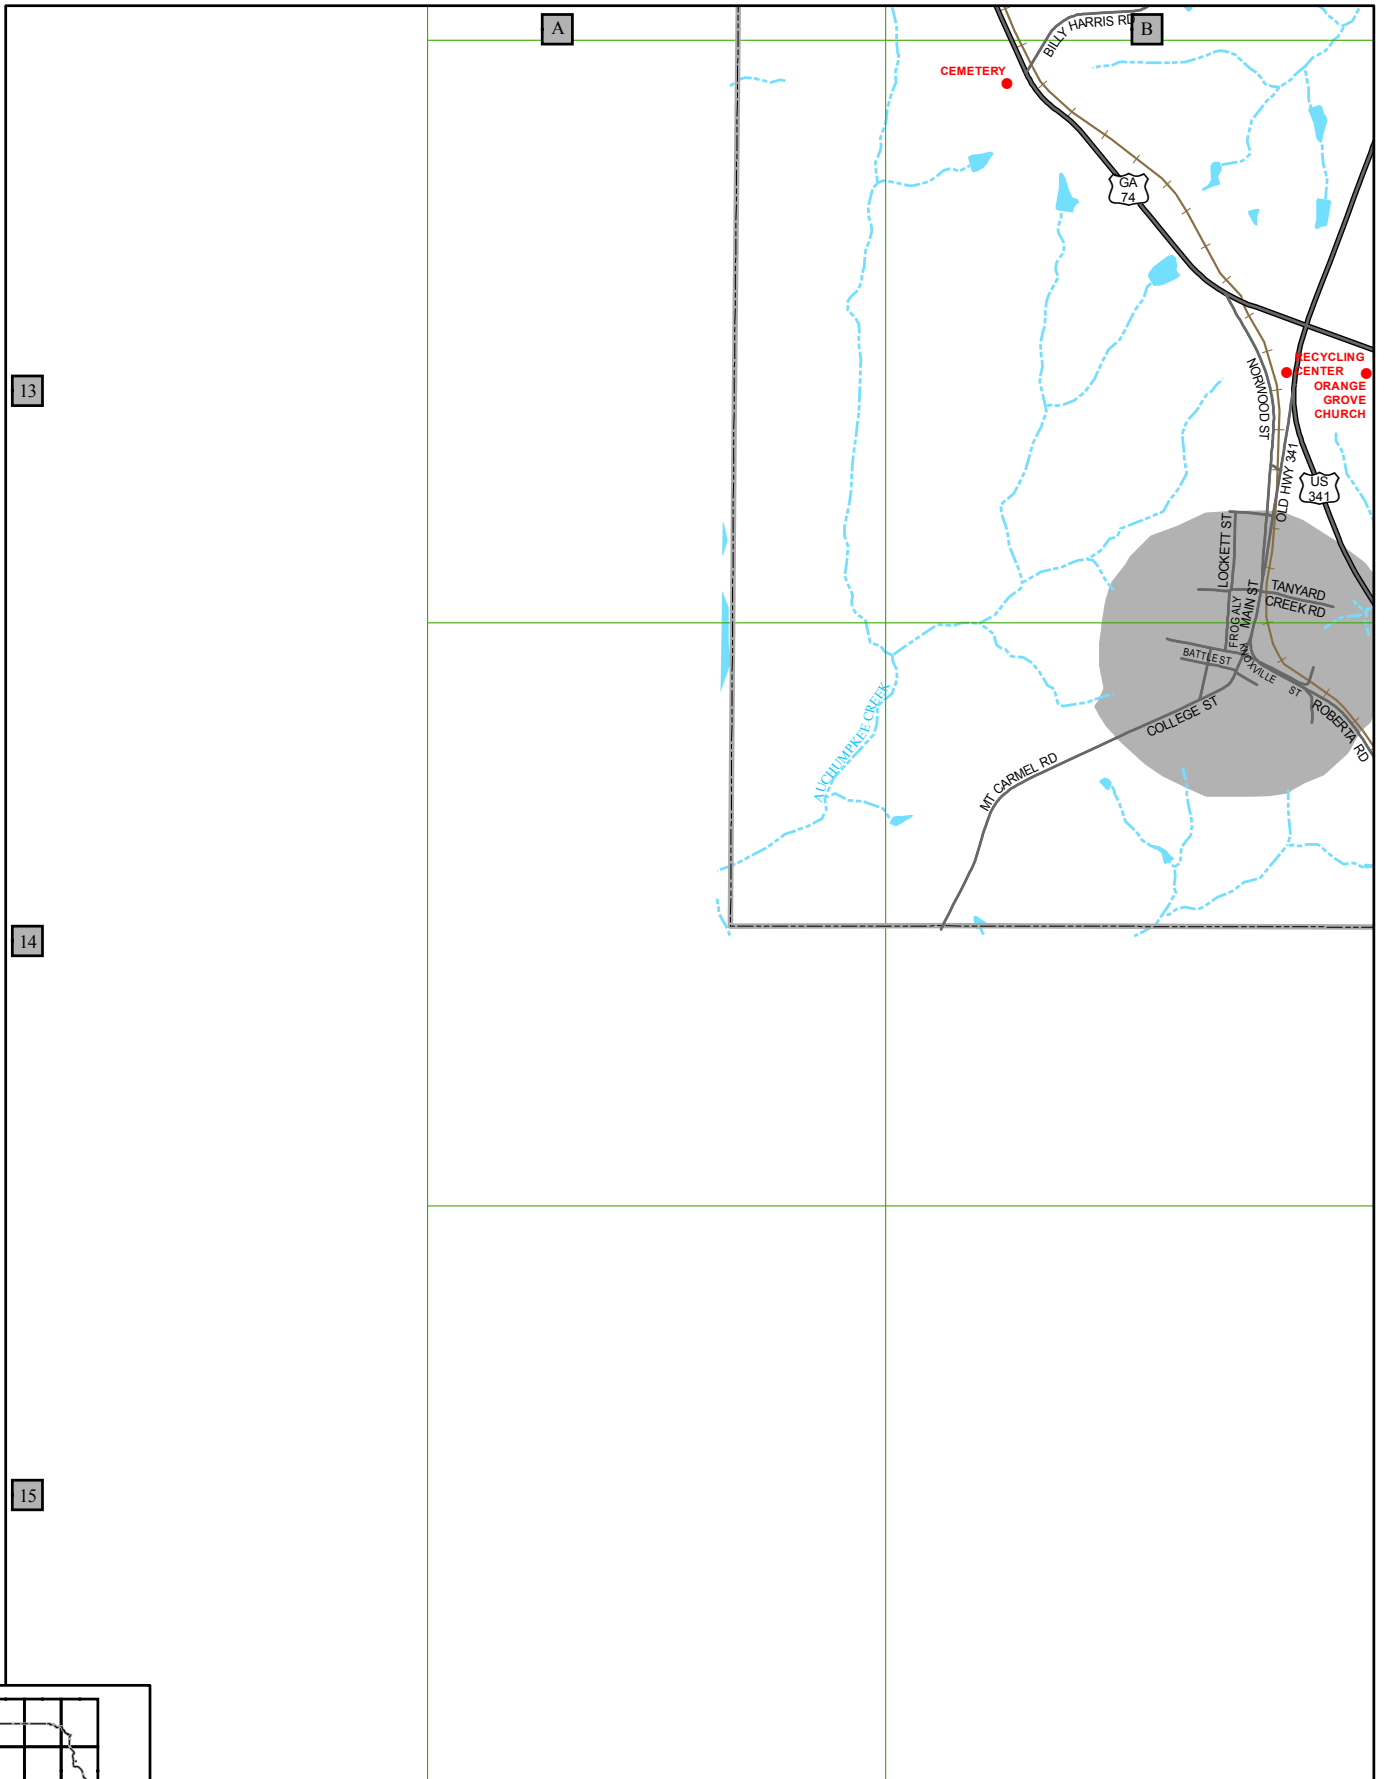 A
B
BILLY HARRIS RD
CEMETERY
GA
74
13
RECYCLING
CENTER
ORANGE
GROVE
CHURCH
NORWOOD ST
OLD HWY 341
US
341
LOCKETT ST
TANYARD
CREEK RD
FROG ALY
MAIN ST
BATTLE ST
KNOXVILLE ST
ROBERTA RD
COLLEGE ST
AUCHUMPKEE CREEK
MT CARMEL RD
14
15